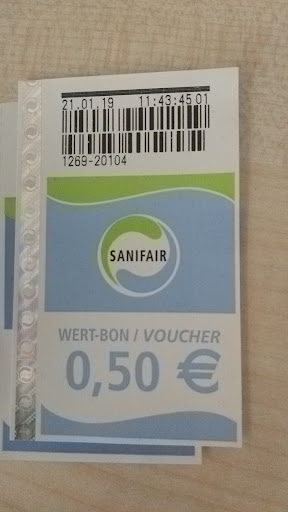 21.01.19 11:43:45 01
1269-20104
SANIFAIR
WERT-BON / VOUCHER
0,50 €